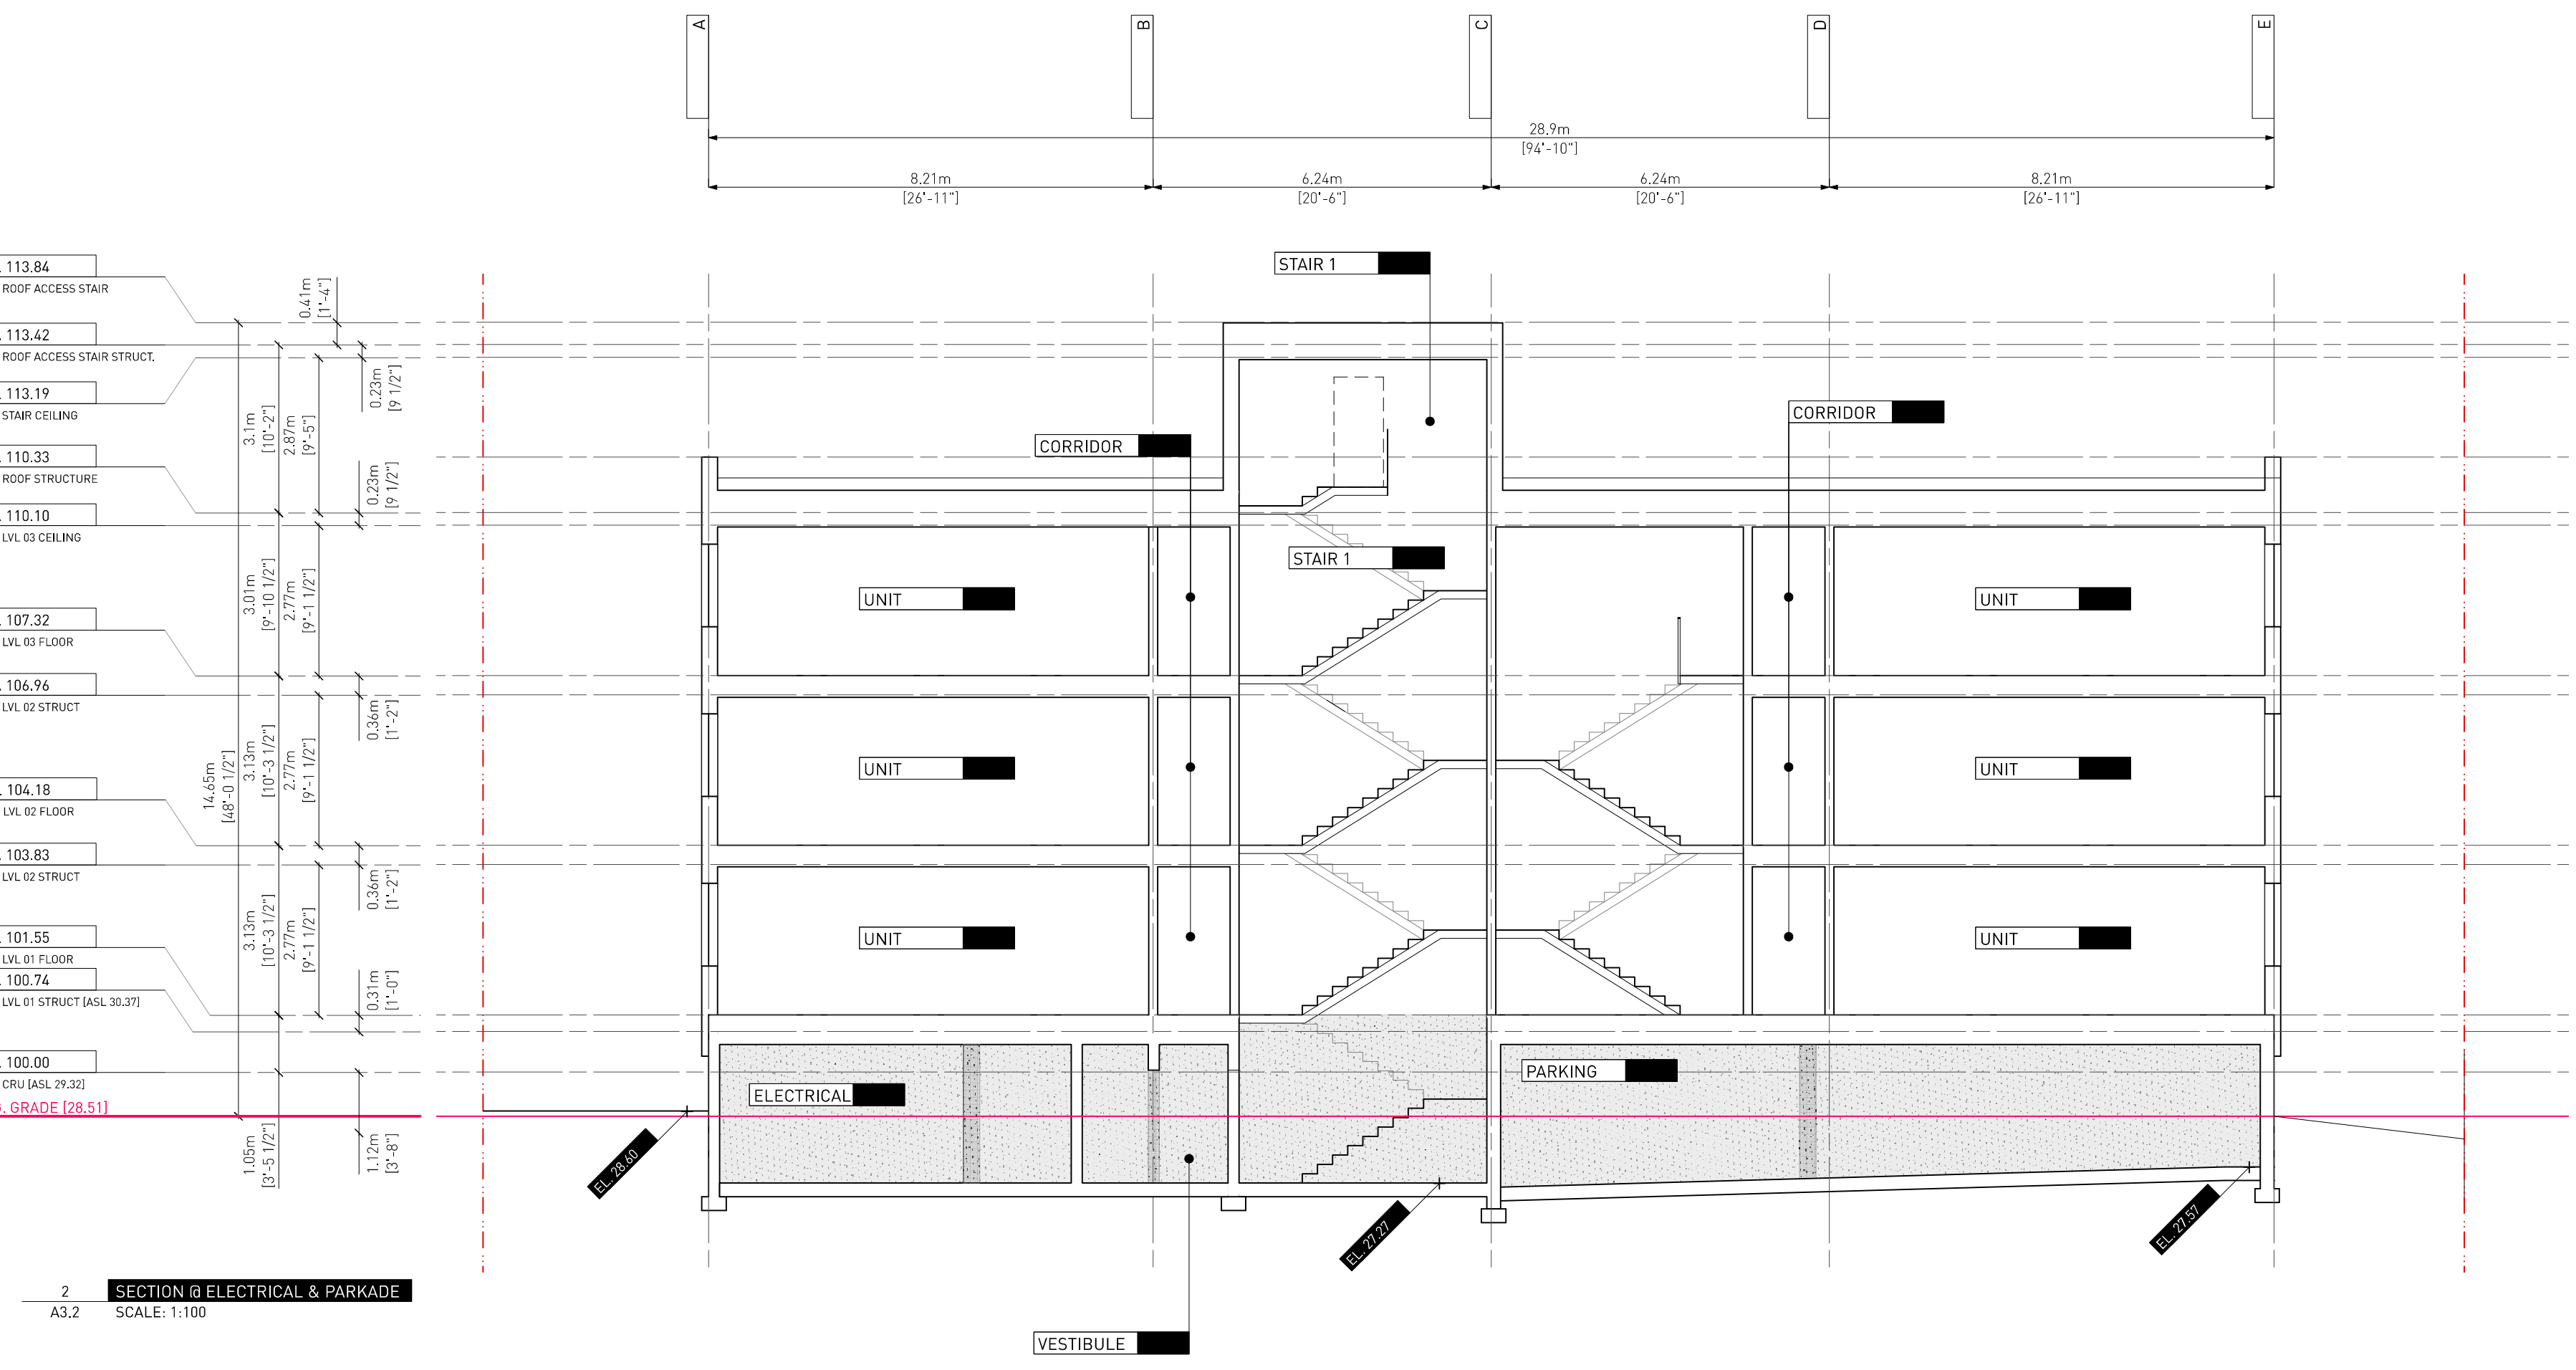 A
B
C
D
E
28.9m
[94'-10"]
8.21m
[26'-11"]
6.24m
[20'-6"]
6.24m
[20'-6"]
8.21m
[26'-11"]
113.84
ROOF ACCESS STAIR
113.42
ROOF ACCESS STAIR STRUCT.
113.19
STAIR CEILING
110.33
ROOF STRUCTURE
110.10
LVL 03 CEILING
107.32
LVL 03 FLOOR
106.96
LVL 02 STRUCT
104.18
LVL 02 FLOOR
103.83
LVL 02 STRUCT
101.55
LVL 01 FLOOR
100.74
LVL 01 STRUCT [ASL 30.37]
100.00
CRU [ASL 29.32]
GRADE [28.51]
14.65m
[48'-0 1/2"]
3.1m
[10'-2"]
3.01m
[9'-10 1/2"]
3.13m
[10'-3 1/2"]
3.13m
[10'-3 1/2"]
1.05m
[3'-5 1/2"]
2.87m
[9'-5"]
2.77m
[9'-1 1/2"]
2.77m
[9'-1 1/2"]
2.77m
[9'-1 1/2"]
0.41m
[1'-4"]
0.23m
[9 1/2"]
0.23m
[9 1/2"]
0.36m
[1'-2"]
0.36m
[1'-2"]
0.31m
[1'-0"]
1.12m
[3'-8"]
STAIR 1
CORRIDOR
CORRIDOR
STAIR 1
UNIT
UNIT
UNIT
UNIT
UNIT
UNIT
ELECTRICAL
PARKING
EL. 28.60
EL. 27.27
EL. 27.57
VESTIBULE
2
SECTION @ ELECTRICAL & PARKADE
A3.2
SCALE: 1:100